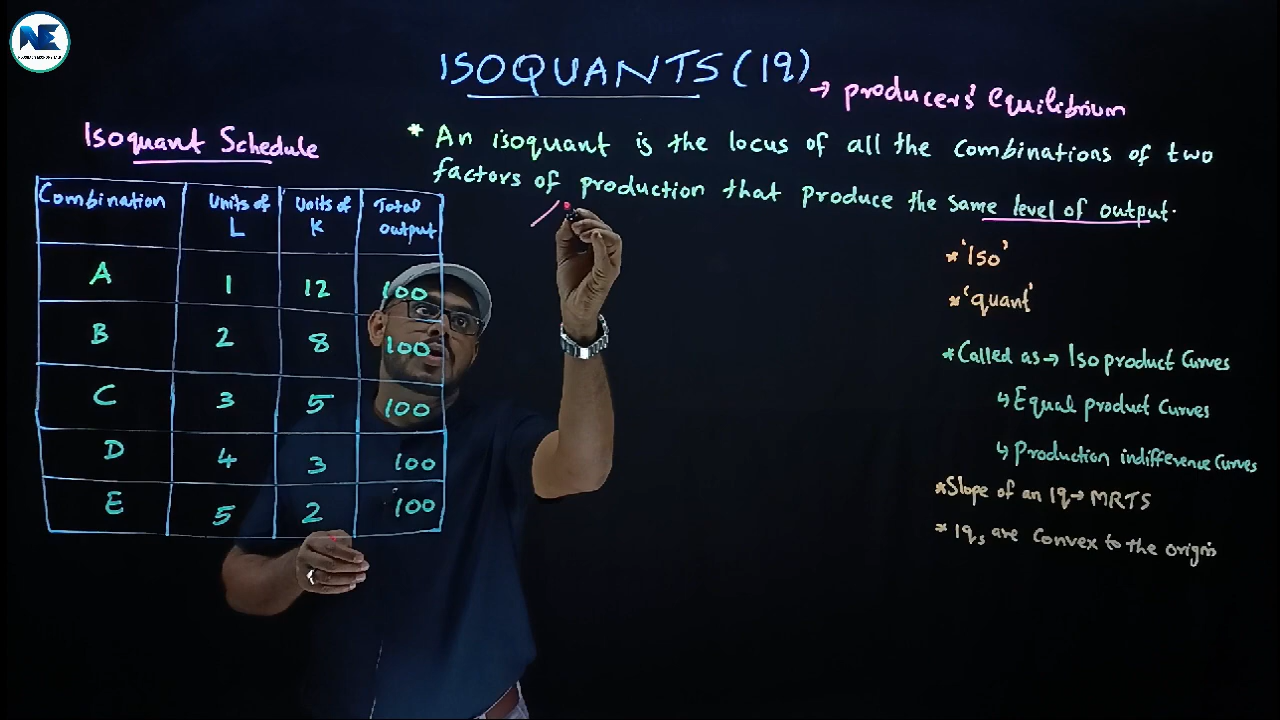 NE
ISOQUANTS (IQ)
→ producers' Equilibrium
Isoquant Schedule
Combination Units of L Units of K Total output
A 1 12 100
B 2 8 100
C 3 5 100
D 4 3 100
E 5 2 100
* An isoquant is the locus of all the combinations of two
factors of production that produce the same level of output.
* 'Iso'
* 'quant'
* Called as → Iso product Curves
↳ Equal product Curves
↳ Production indifference Curves
* Slope of an IQ → MRTS
* IQs are Convex to the origin